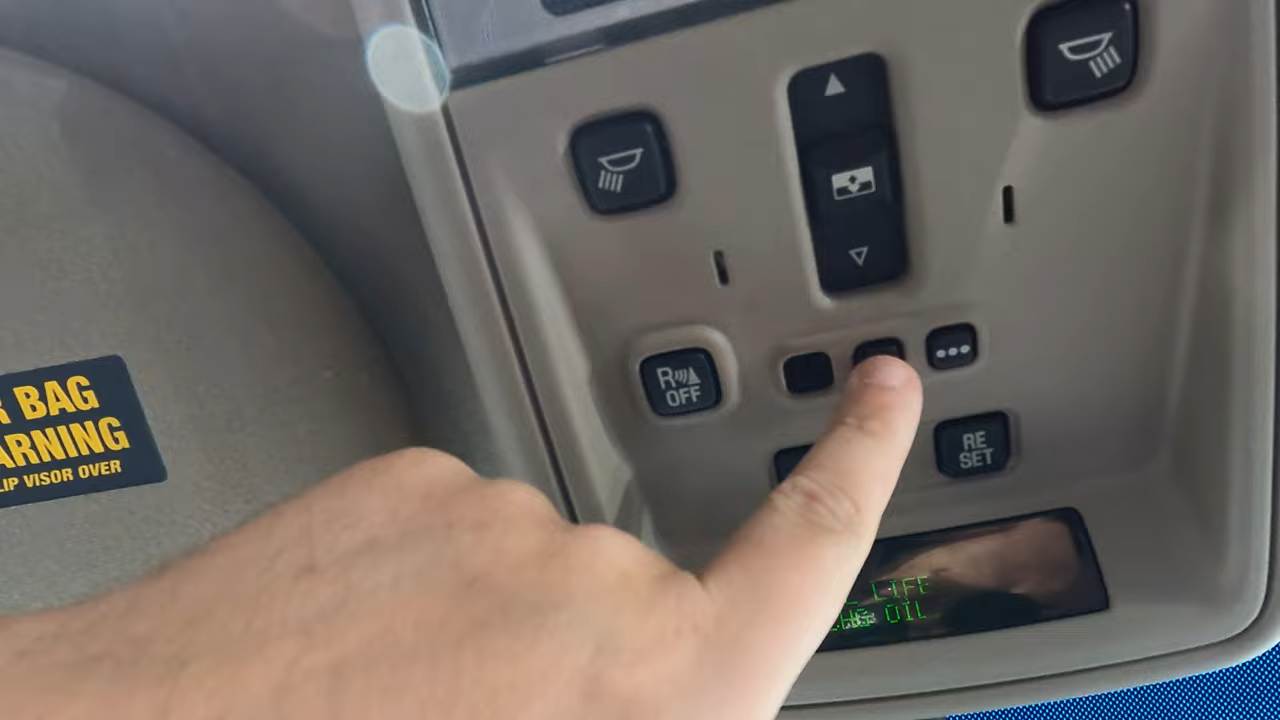 R
OFF
RE
SET
BAG
ARNING
LIP VISOR OVER
LIFE
OIL